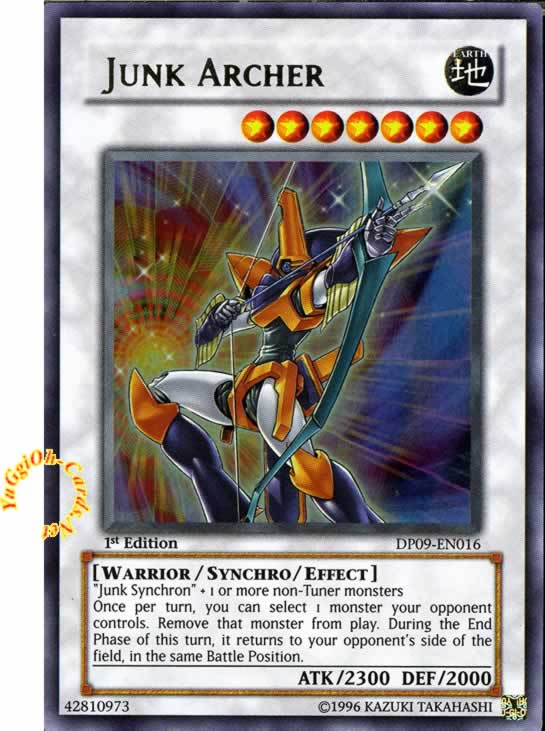 JUNK ARCHER
EARTH
地
1st Edition
DP09-EN016
[WARRIOR / SYNCHRO / EFFECT]
"Junk Synchron" + 1 or more non-Tuner monsters
Once per turn, you can select 1 monster your opponent
controls. Remove that monster from play. During the End
Phase of this turn, it returns to your opponent's side of the
field, in the same Battle Position.
ATK/2300 DEF/2000
42810973
©1996 KAZUKI TAKAHASHI
YuGgiOh-Cards.Net